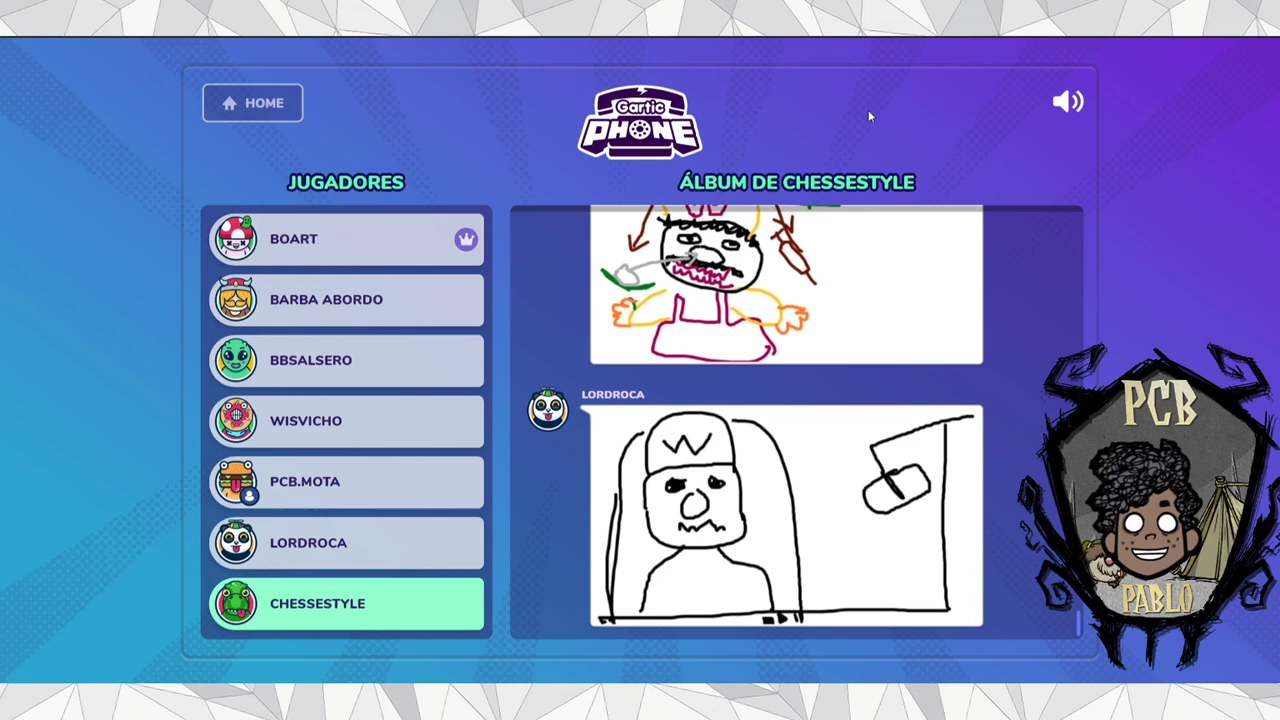 HOME
Gartic
PHONE
JUGADORES
ÁLBUM DE CHESSESTYLE
BOART
BARBA ABORDO
BBSALSERO
WISVICHO
PCB.MOTA
LORDROCA
CHESSESTYLE
LORDROCA
W
PCB
PABLO